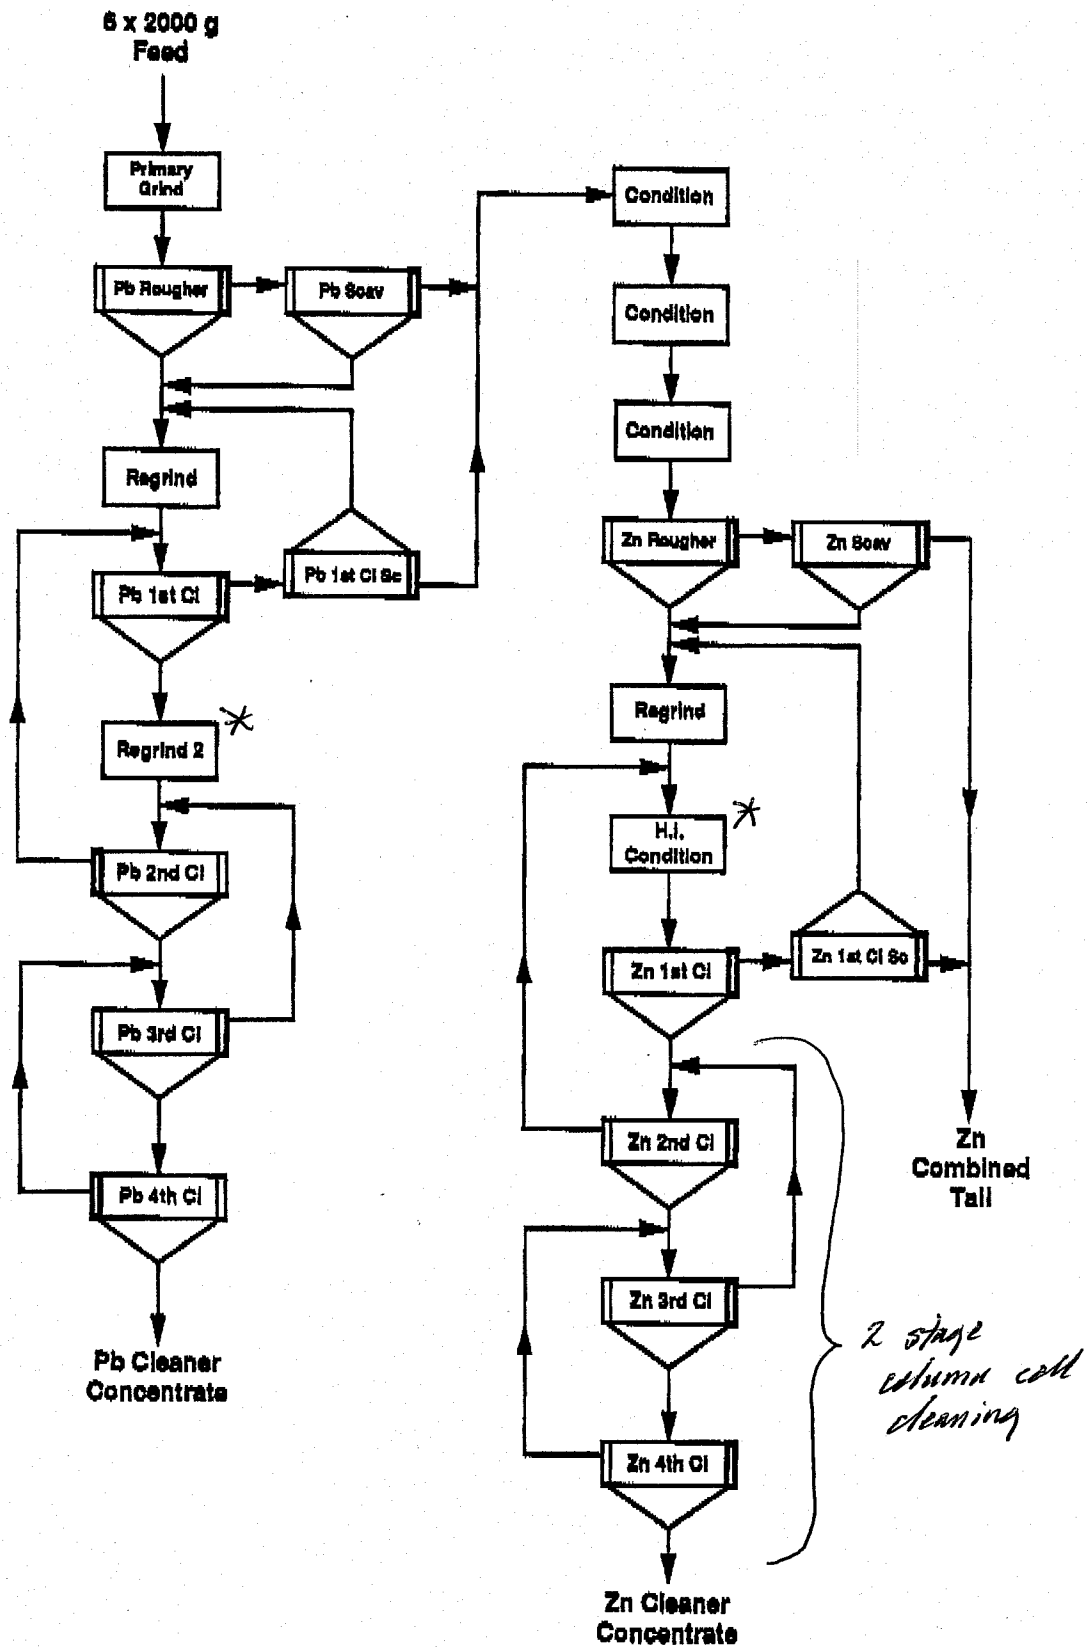 6 x 2000 g
Feed
Primary
Grind
Pb Rougher
Pb Scav
Regrind
Pb 1st Cl
Pb 1st Cl Sc
Regrind 2
*
Pb 2nd Cl
Pb 3rd Cl
Pb 4th Cl
Pb Cleaner
Concentrate
Condition
Condition
Condition
Zn Rougher
Zn Scav
Regrind
H.I.
Condition
*
Zn 1st Cl
Zn 1st Cl Sc
Zn 2nd Cl
Zn
Combined
Tail
Zn 3rd Cl
Zn 4th Cl
2 stage
column cell
cleaning
Zn Cleaner
Concentrate